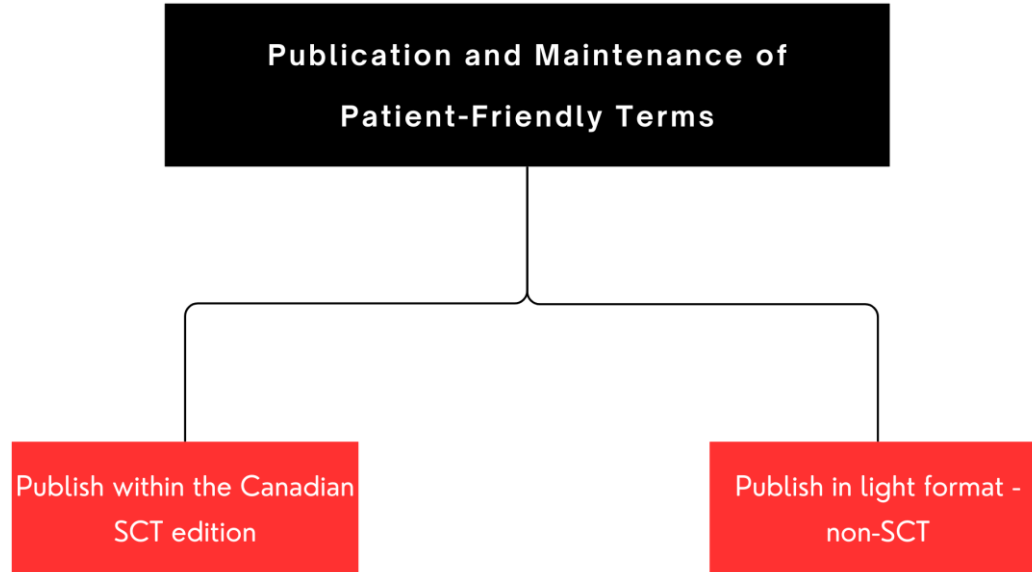 Publication and Maintenance of
Patient-Friendly Terms
Publish within the Canadian
SCT edition
Publish in light format -
non-SCT